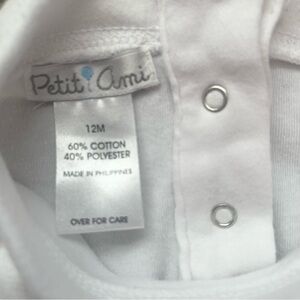 Petit Ami
12M
60% COTTON
40% POLYESTER
MADE IN PHILIPPINES
OVER FOR CARE